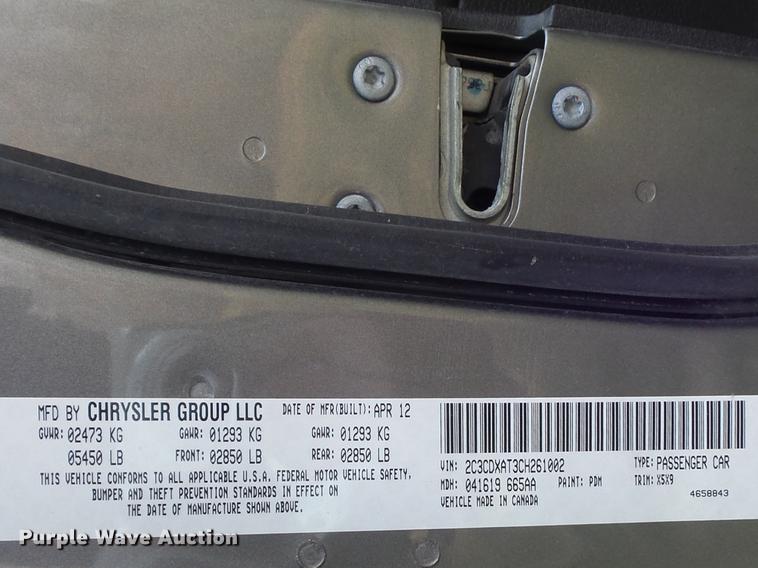 MFD BY CHRYSLER GROUP LLC DATE OF MFR(BUILT): APR 12
GVWR: 02473 KG GAWR: 01293 KG GAWR: 01293 KG
05450 LB FRONT: 02850 LB REAR: 02850 LB
THIS VEHICLE CONFORMS TO ALL APPLICABLE U.S.A. FEDERAL MOTOR VEHICLE SAFETY,
BUMPER AND THEFT PREVENTION STANDARDS IN EFFECT ON
THE DATE OF MANUFACTURE SHOWN ABOVE.
VIN: 2C3CDXAT3CH261002 TYPE: PASSENGER CAR
MDH: 041619 665AA PAINT: PDM TRIM: X5X9
VEHICLE MADE IN CANADA 4658843
Purple Wave Auction